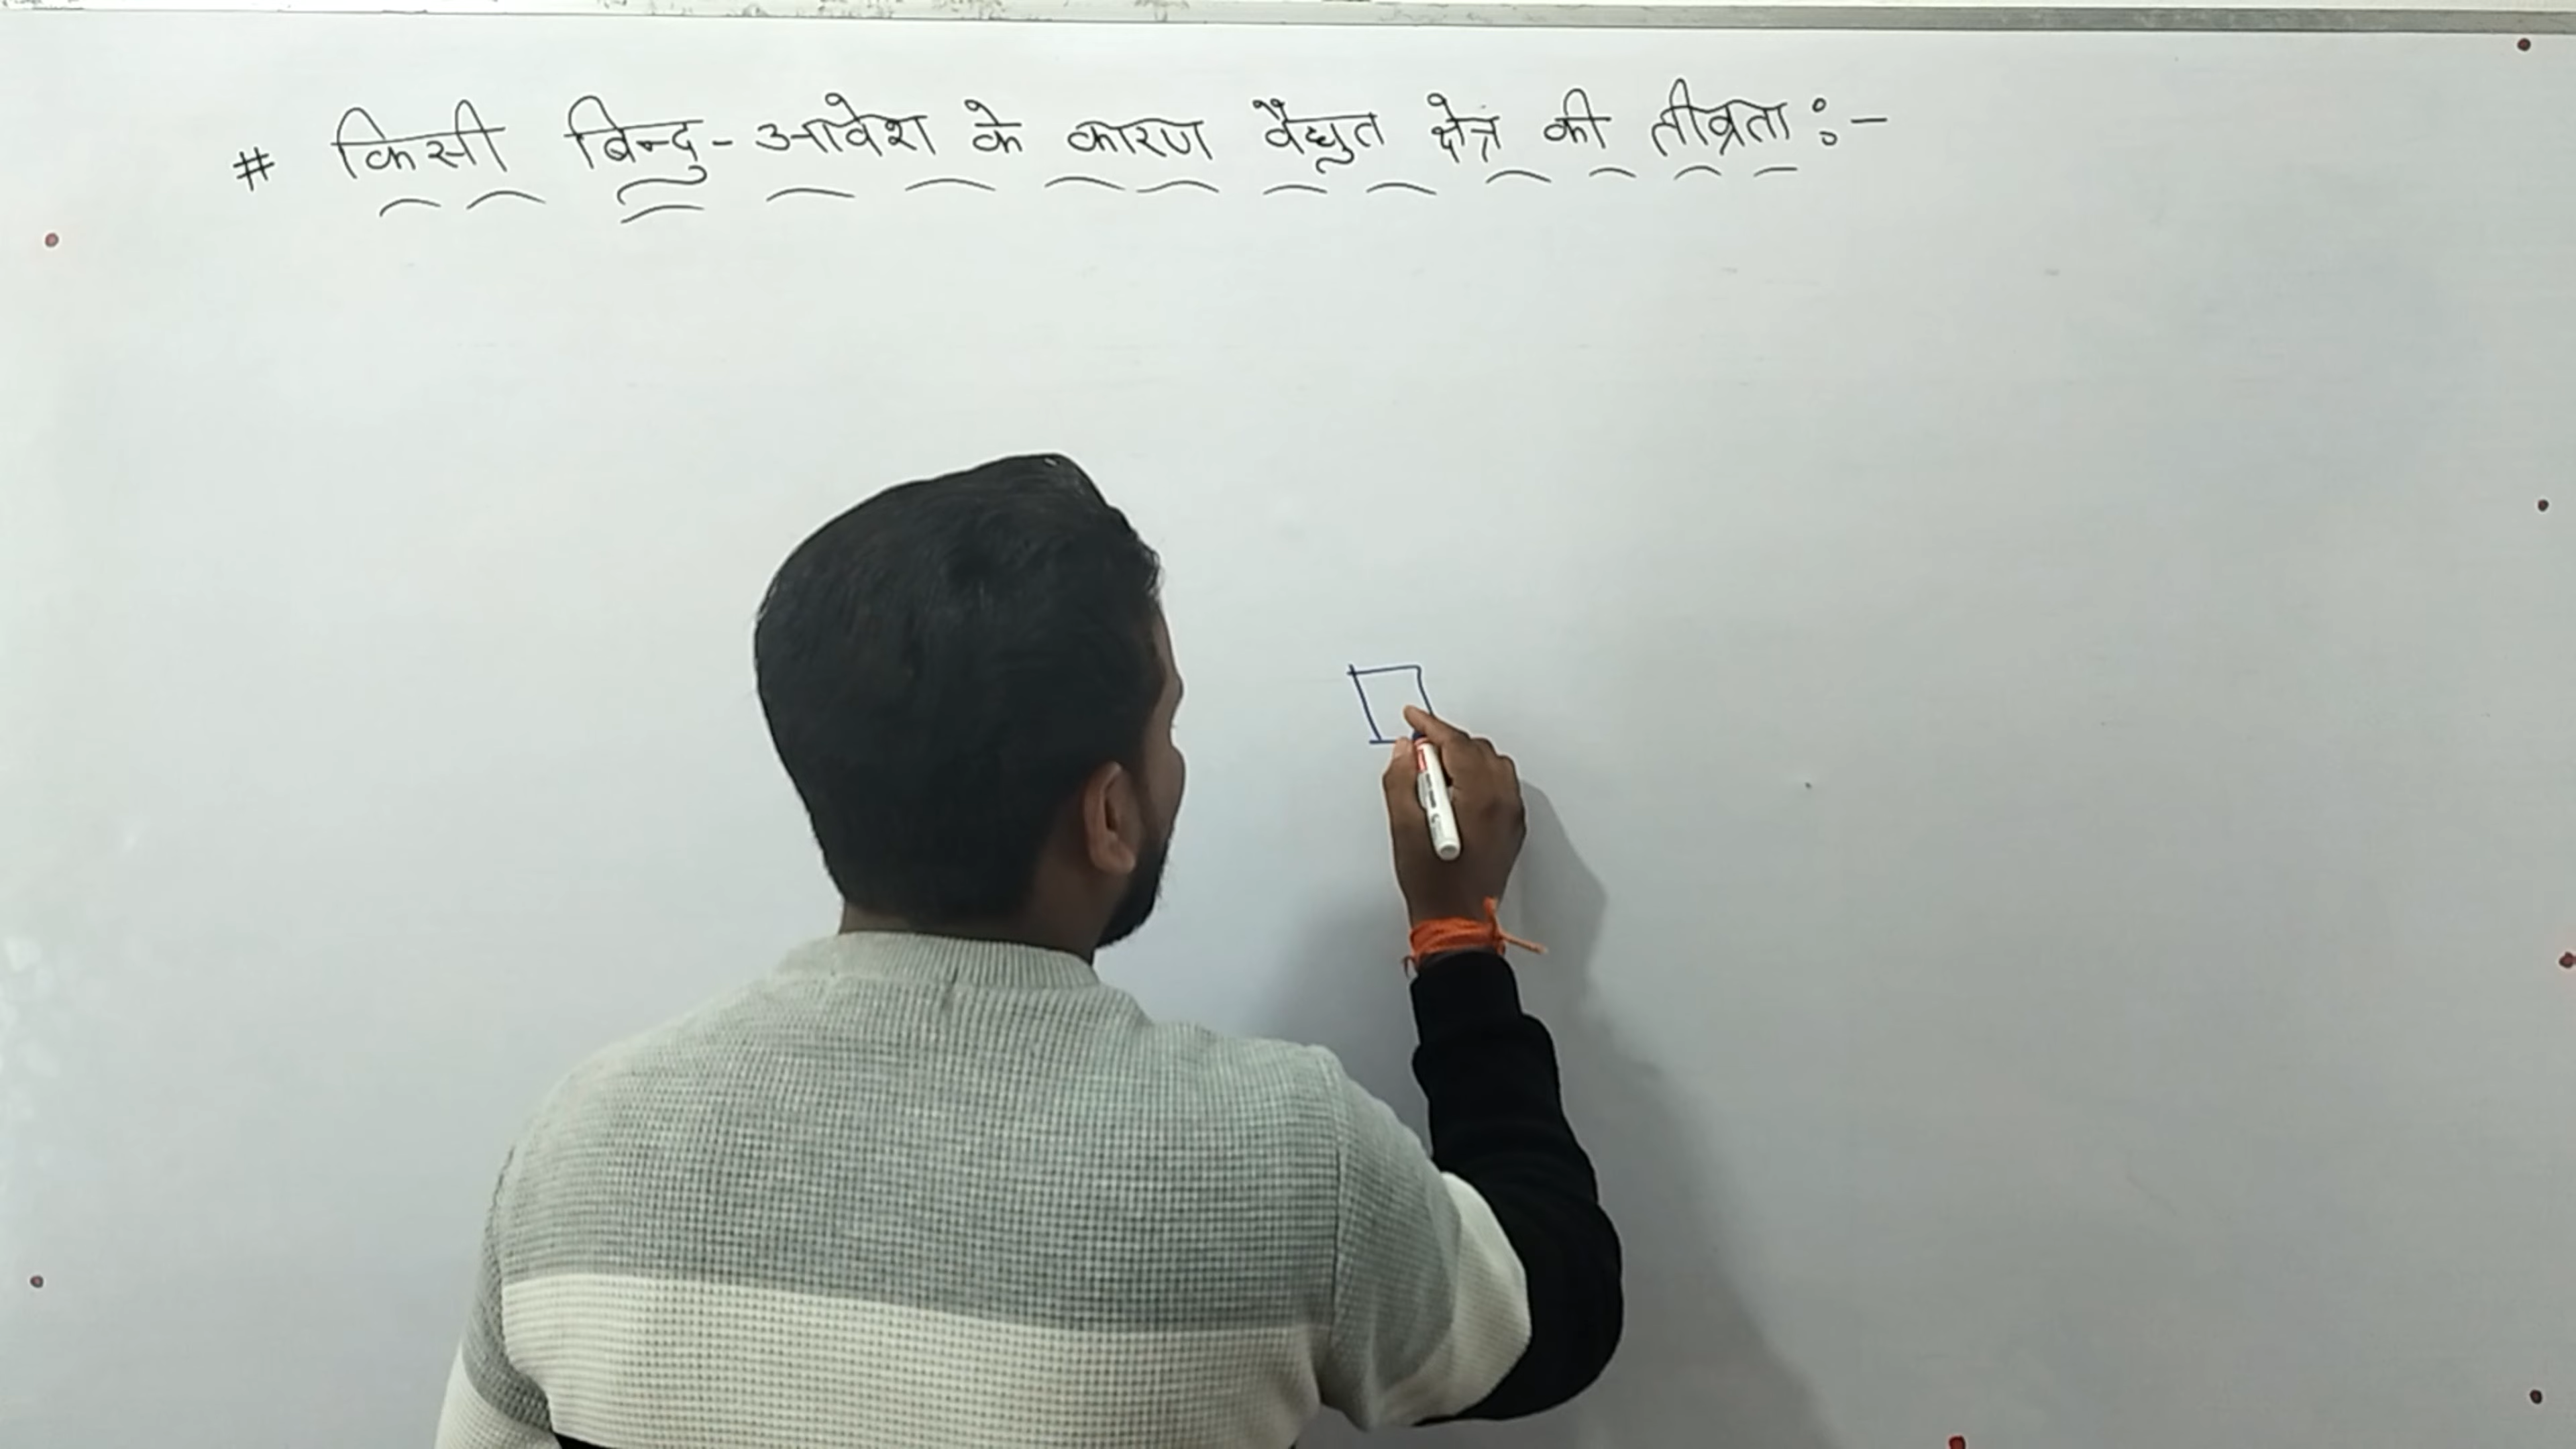 # किसी बिन्दु - आवेश के कारण वैद्युत क्षेत्र की तीव्रता :-